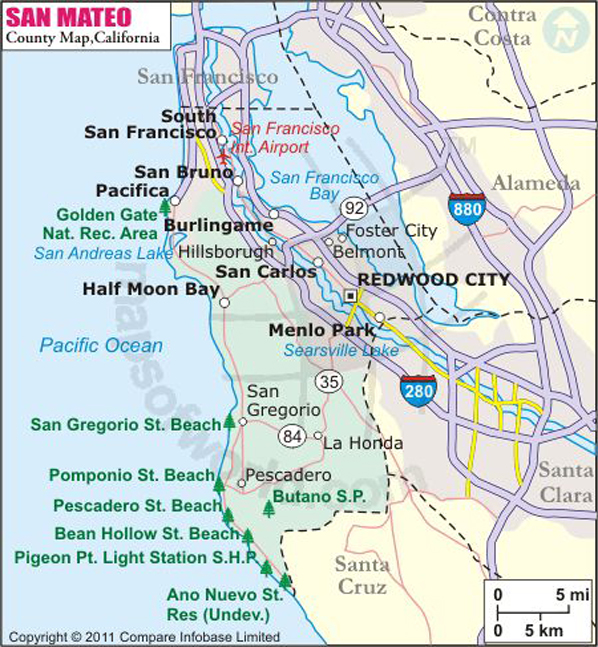 SAN MATEO
County Map,California
Contra
Costa
N
San Francisco
South
San Francisco
San Francisco
Int. Airport
San Bruno
San Francisco
Bay
Pacifica
Alameda
880
92
Golden Gate
Nat. Rec. Area
Burlingame
Foster City
San Andreas Lake
Hillsborough
Belmont
San Carlos
REDWOOD CITY
Half Moon Bay
Menlo Park
Pacific Ocean
Searsville Lake
35
280
San
Gregorio
San Gregorio St. Beach
84
La Honda
Pomponio St. Beach
Pescadero
Santa
Clara
Butano S.P.
Pescadero St. Beach
Bean Hollow St. Beach
Pigeon Pt. Light Station S.H.P
Santa
Cruz
Ano Nuevo St.
Res (Undev.)
0 5 mi
0 5 km
Copyright © 2011 Compare Infobase Limited